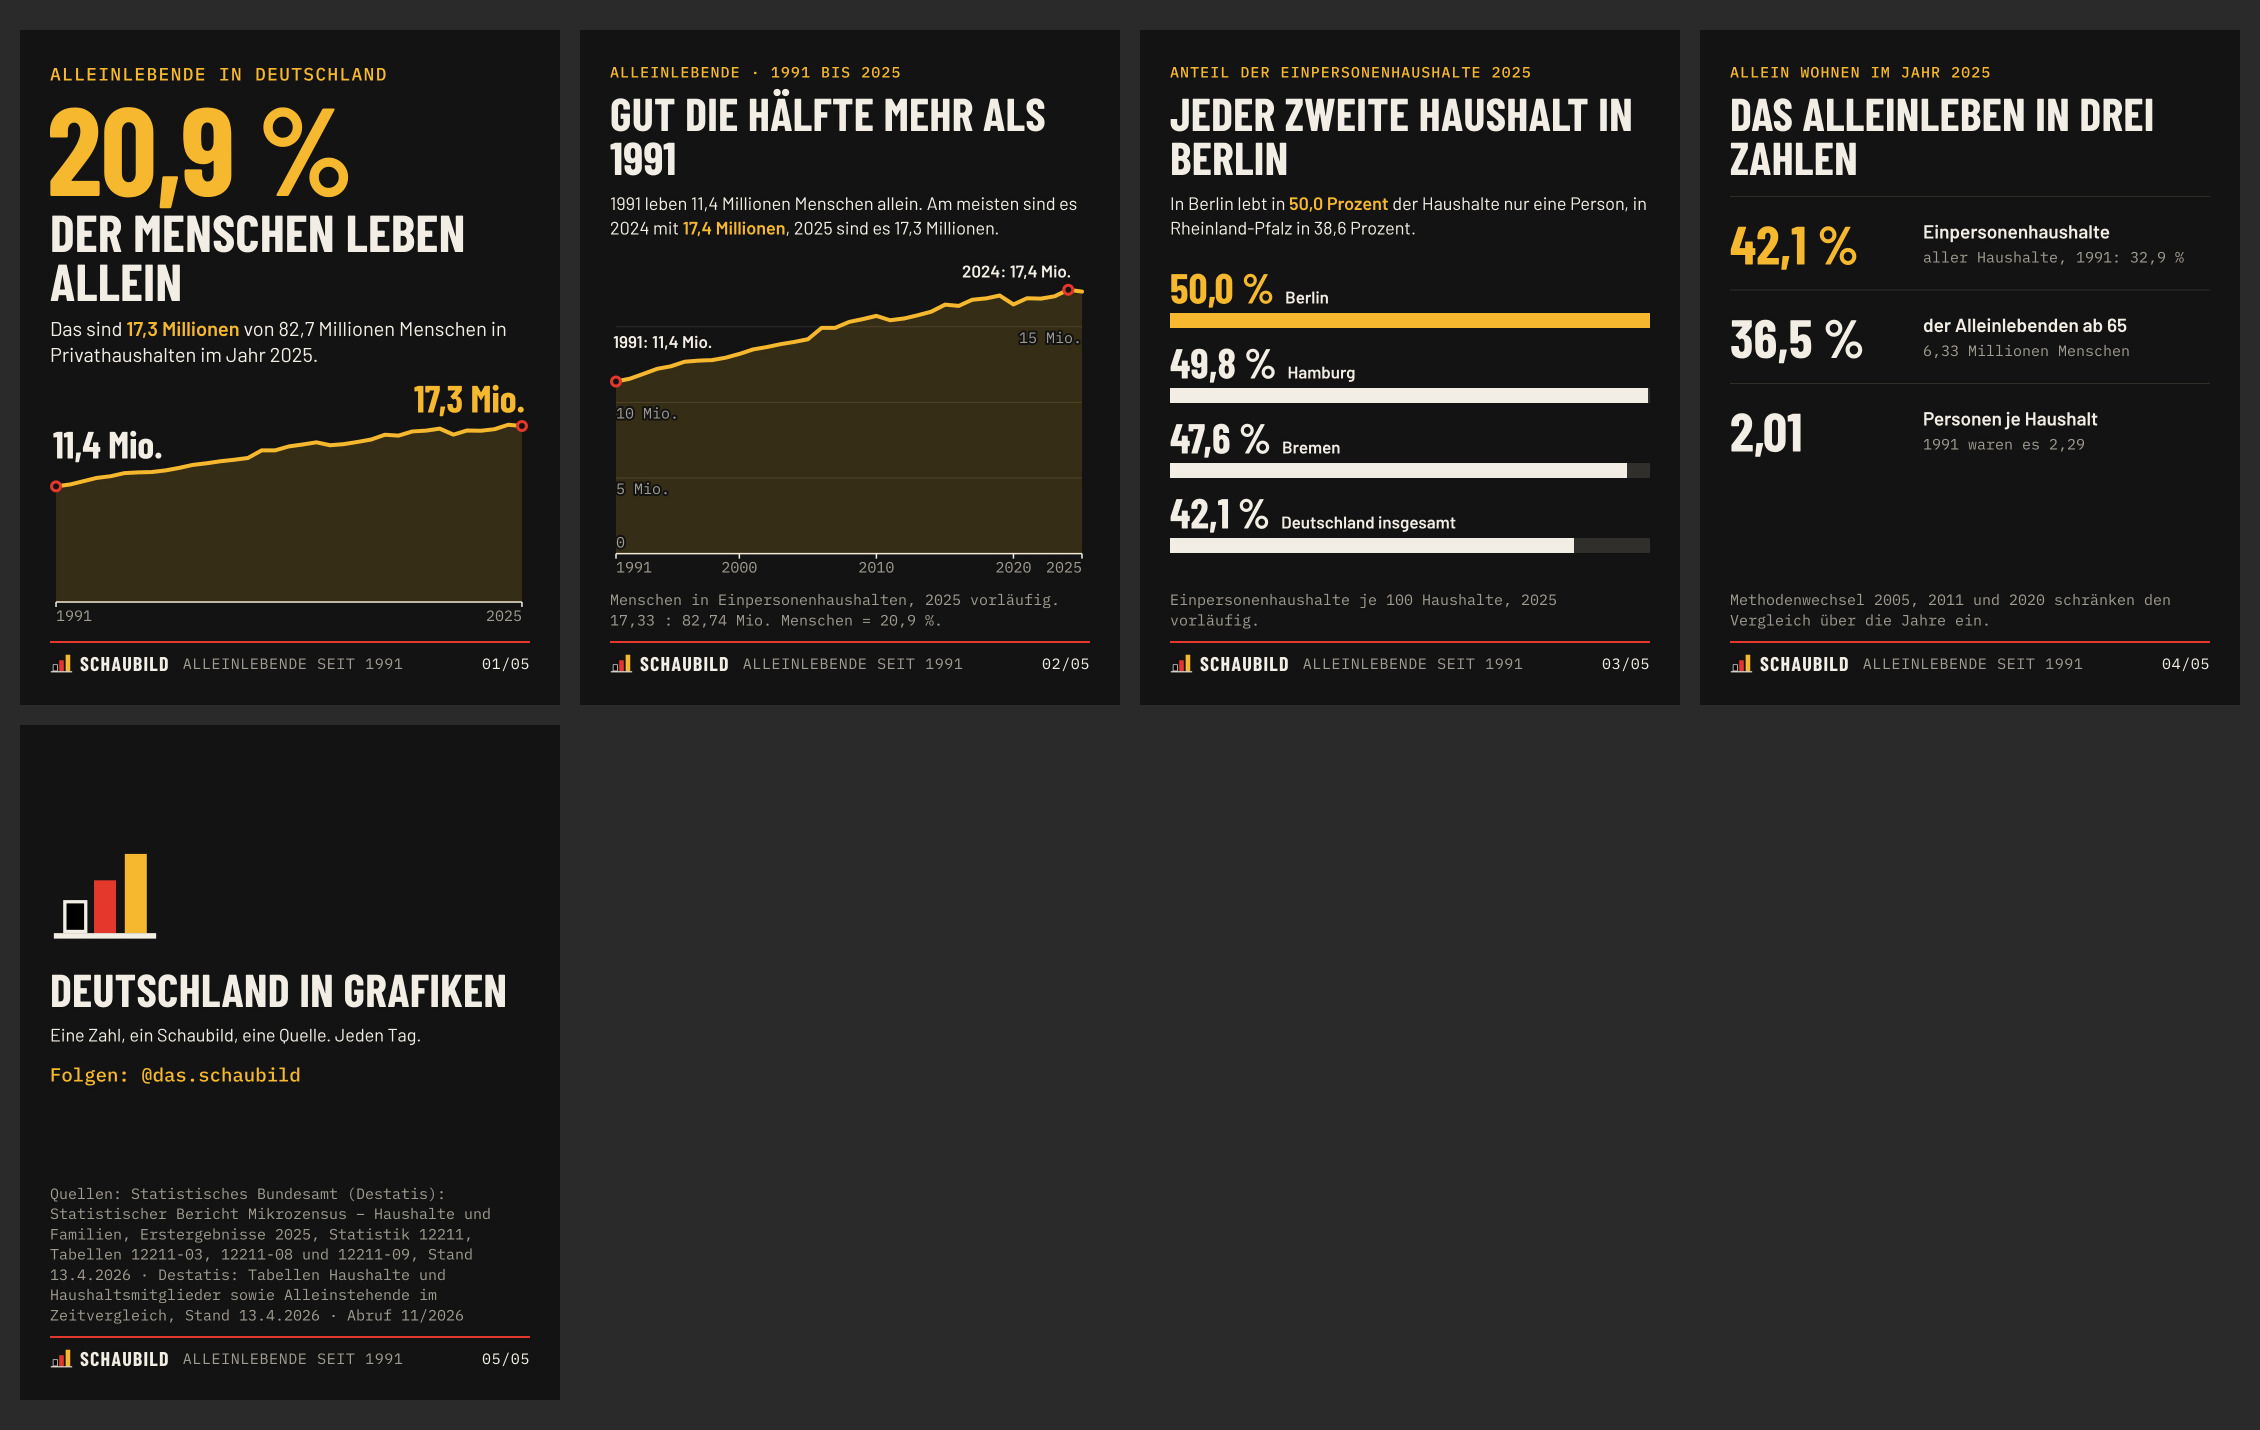 ALLEINLEBENDE IN DEUTSCHLAND
20,9 %
DER MENSCHEN LEBEN
ALLEIN
Das sind 17,3 Millionen von 82,7 Millionen Menschen in
Privathaushalten im Jahr 2025.
17,3 Mio.
11,4 Mio.
1991 2025
SCHAUBILD ALLEINLEBENDE SEIT 1991 01/05
ALLEINLEBENDE · 1991 BIS 2025
GUT DIE HÄLFTE MEHR ALS
1991
1991 leben 11,4 Millionen Menschen allein. Am meisten sind es
2024 mit 17,4 Millionen, 2025 sind es 17,3 Millionen.
2024: 17,4 Mio.
1991: 11,4 Mio.
15 Mio.
10 Mio.
5 Mio.
0
1991 2000 2010 2020 2025
Menschen in Einpersonenhaushalten, 2025 vorläufig.
17,33 : 82,74 Mio. Menschen = 20,9 %.
SCHAUBILD ALLEINLEBENDE SEIT 1991 02/05
ANTEIL DER EINPERSONENHAUSHALTE 2025
JEDER ZWEITE HAUSHALT IN
BERLIN
In Berlin lebt in 50,0 Prozent der Haushalte nur eine Person, in
Rheinland-Pfalz in 38,6 Prozent.
50,0 % Berlin
49,8 % Hamburg
47,6 % Bremen
42,1 % Deutschland insgesamt
Einpersonenhaushalte je 100 Haushalte, 2025
vorläufig.
SCHAUBILD ALLEINLEBENDE SEIT 1991 03/05
ALLEIN WOHNEN IM JAHR 2025
DAS ALLEINLEBEN IN DREI
ZAHLEN
42,1 % Einpersonenhaushalte
aller Haushalte, 1991: 32,9 %
36,5 % der Alleinlebenden ab 65
6,33 Millionen Menschen
2,01 Personen je Haushalt
1991 waren es 2,29
Methodenwechsel 2005, 2011 und 2020 schränken den
Vergleich über die Jahre ein.
SCHAUBILD ALLEINLEBENDE SEIT 1991 04/05
DEUTSCHLAND IN GRAFIKEN
Eine Zahl, ein Schaubild, eine Quelle. Jeden Tag.
Folgen: @das.schaubild
Quellen: Statistisches Bundesamt (Destatis):
Statistischer Bericht Mikrozensus – Haushalte und
Familien, Erstergebnisse 2025, Statistik 12211,
Tabellen 12211-03, 12211-08 und 12211-09, Stand
13.4.2026 · Destatis: Tabellen Haushalte und
Haushaltsmitglieder sowie Alleinstehende im
Zeitvergleich, Stand 13.4.2026 · Abruf 11/2026
SCHAUBILD ALLEINLEBENDE SEIT 1991 05/05